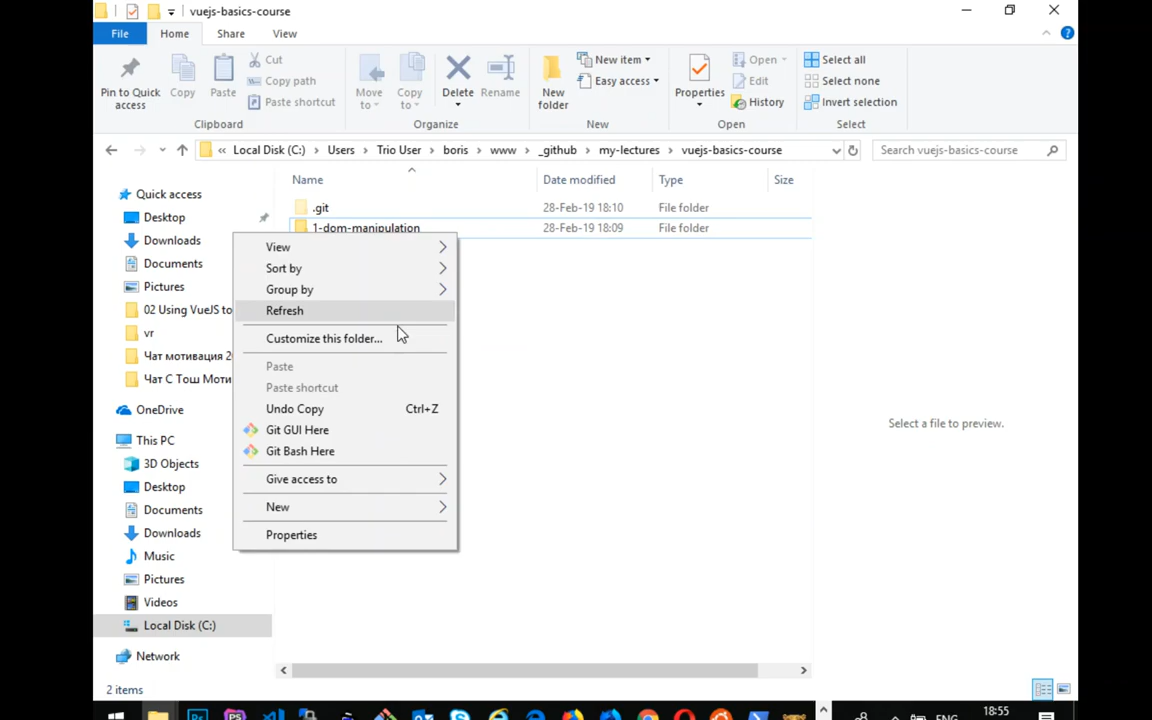 vuejs-basics-course
File Home Share View
Pin to Quick access
Copy
Paste
Cut
Copy path
Paste shortcut
Clipboard
Move to
Copy to
Delete
Rename
Organize
New folder
New item
Easy access
New
Properties
Open
Edit
History
Open
Select all
Select none
Invert selection
Select
« Local Disk (C:) › Users › Trio User › boris › www › _github › my-lectures › vuejs-basics-course
Search vuejs-basics-course
Name Date modified Type Size
.git 28-Feb-19 18:10 File folder
1-dom-manipulation 28-Feb-19 18:09 File folder
Quick access
Desktop
Downloads
Documents
Pictures
02 Using VueJS to
vr
Чат мотивация 2
Чат С Тош Моти
OneDrive
This PC
3D Objects
Desktop
Documents
Downloads
Music
Pictures
Videos
Local Disk (C:)
Network
View
Sort by
Group by
Refresh
Customize this folder...
Paste
Paste shortcut
Undo Copy Ctrl+Z
Git GUI Here
Git Bash Here
Give access to
New
Properties
Select a file to preview.
2 items
ENG
18:55